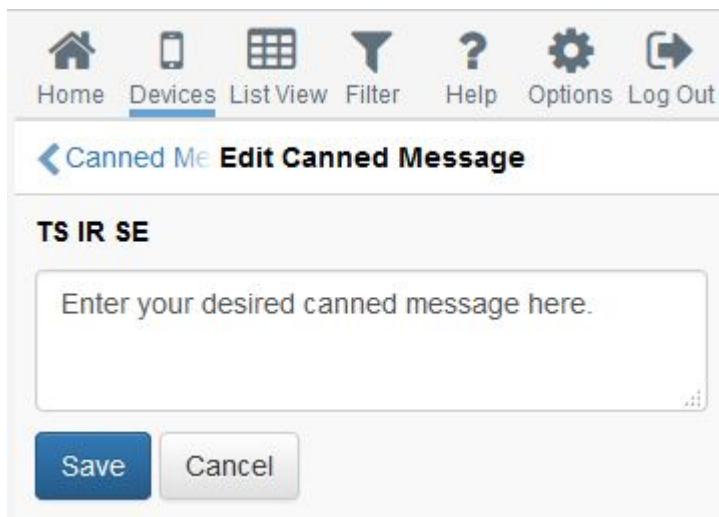 Home Devices List View Filter Help Options Log Out
Canned Me Edit Canned Message
TS IR SE
Enter your desired canned message here.
Save Cancel